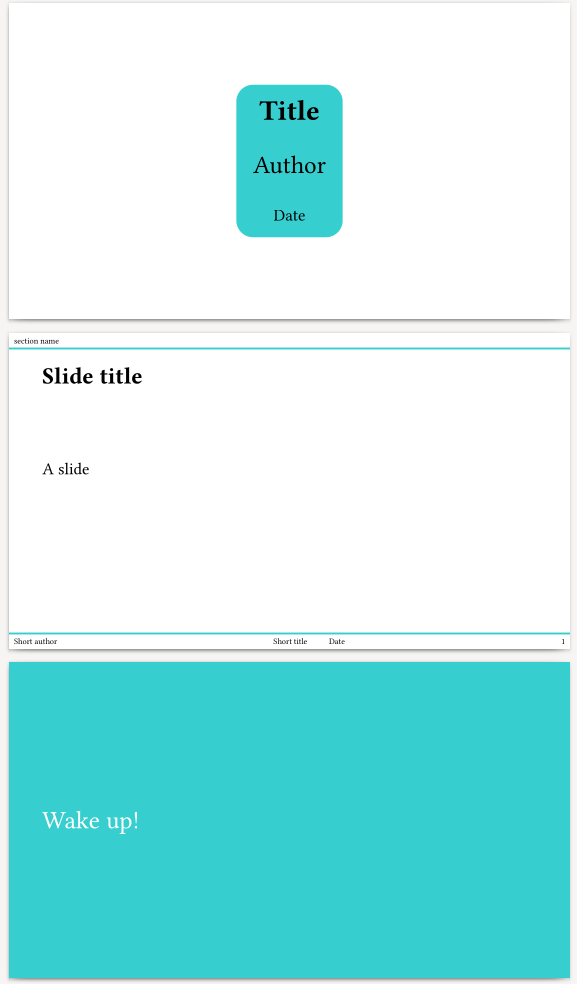 Title
Author
Date
section name
Slide title
A slide
Short author Short title Date 1
Wake up!